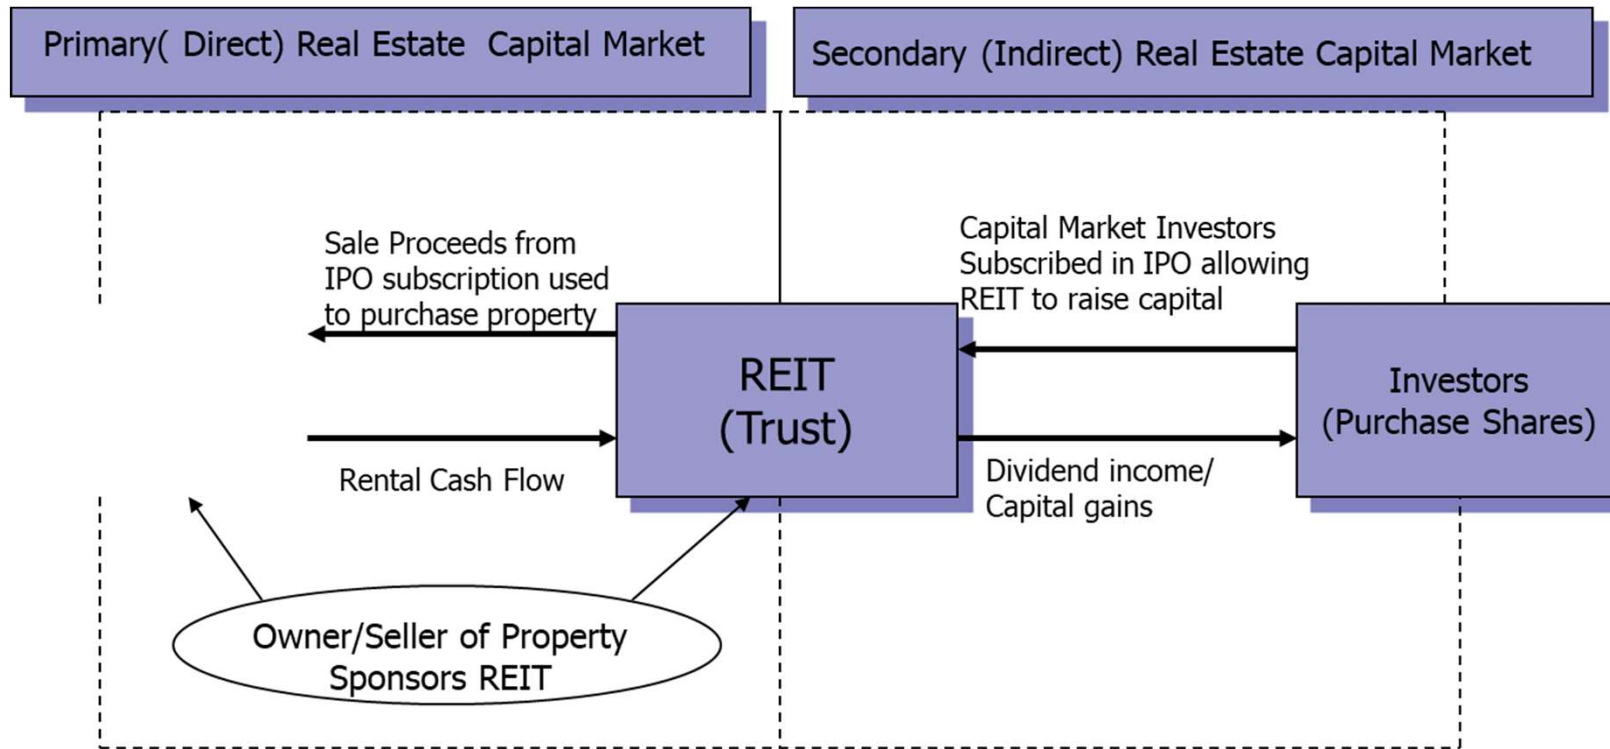 Primary( Direct) Real Estate Capital Market
Secondary (Indirect) Real Estate Capital Market
Sale Proceeds from
IPO subscription used
to purchase property
Capital Market Investors
Subscribed in IPO allowing
REIT to raise capital
REIT
(Trust)
Investors
(Purchase Shares)
Rental Cash Flow
Dividend income/
Capital gains
Owner/Seller of Property
Sponsors REIT